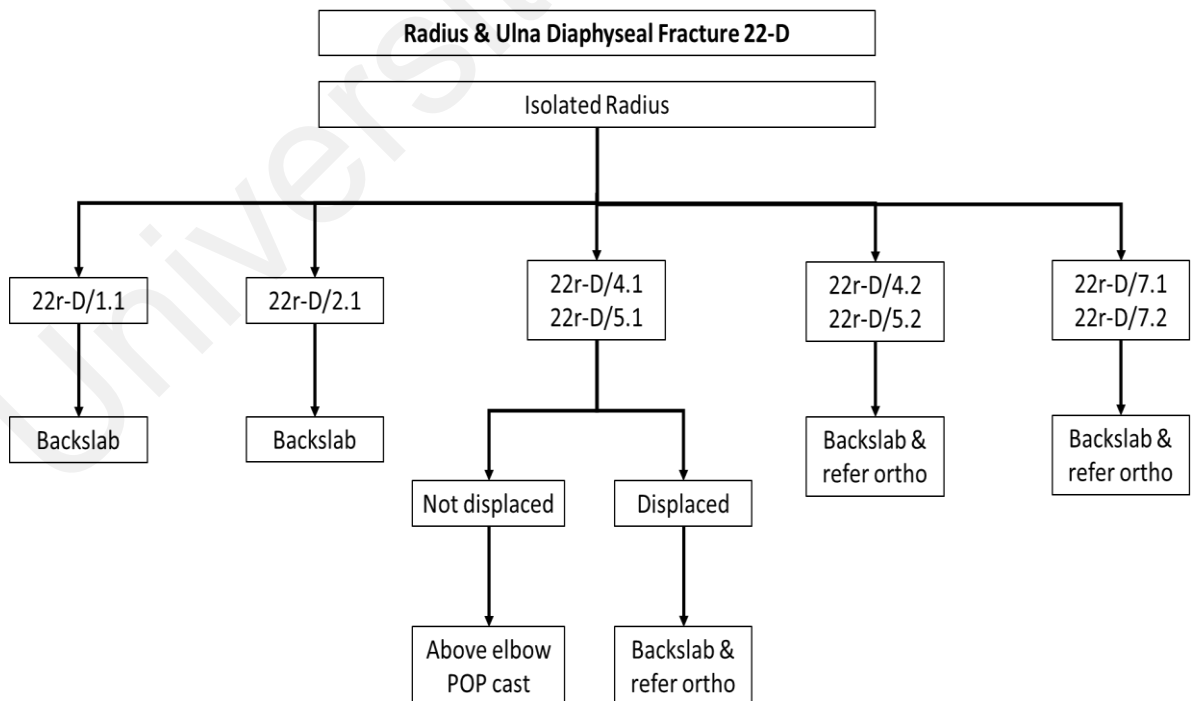 Radius & Ulna Diaphyseal Fracture 22-D
Isolated Radius
22r-D/1.1
22r-D/2.1
22r-D/4.1
22r-D/5.1
22r-D/4.2
22r-D/5.2
22r-D/7.1
22r-D/7.2
Backslab
Backslab
Backslab &
refer ortho
Backslab &
refer ortho
Not displaced
Displaced
Above elbow
POP cast
Backslab &
refer ortho